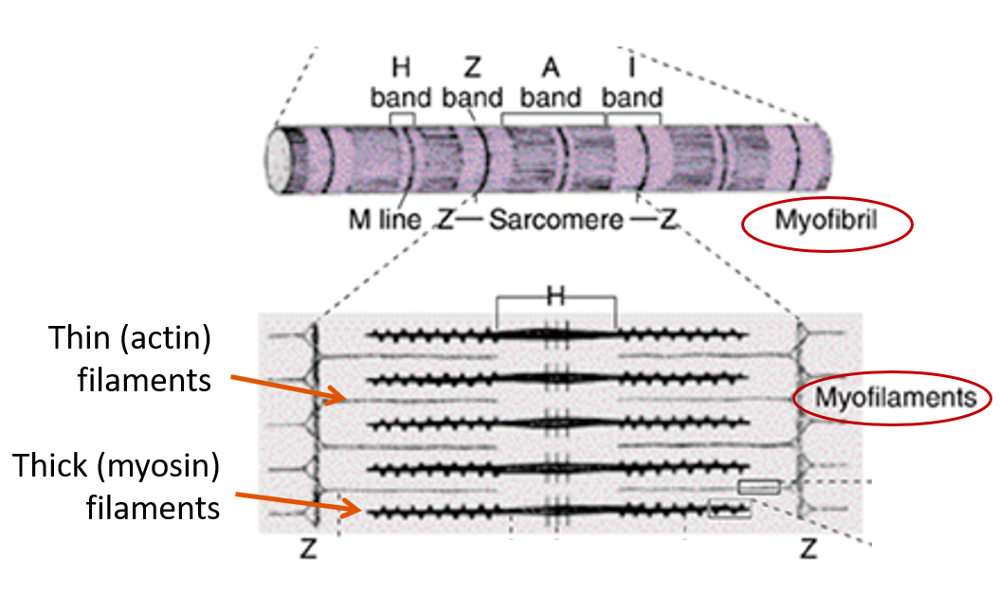 H Z A I
band band band band
M line Z — Sarcomere — Z Myofibril
H
Thin (actin)
filaments
Myofilaments
Thick (myosin)
filaments
Z Z